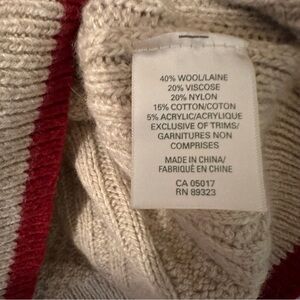 40% WOOL/LAINE
20% VISCOSE
20% NYLON
15% COTTON/COTON
5% ACRYLIC/ACRYLIQUE
EXCLUSIVE OF TRIMS/
GARNITURES NON
COMPRISES
MADE IN CHINA/
FABRIQUÉ EN CHINE
CA 05017
RN 89323